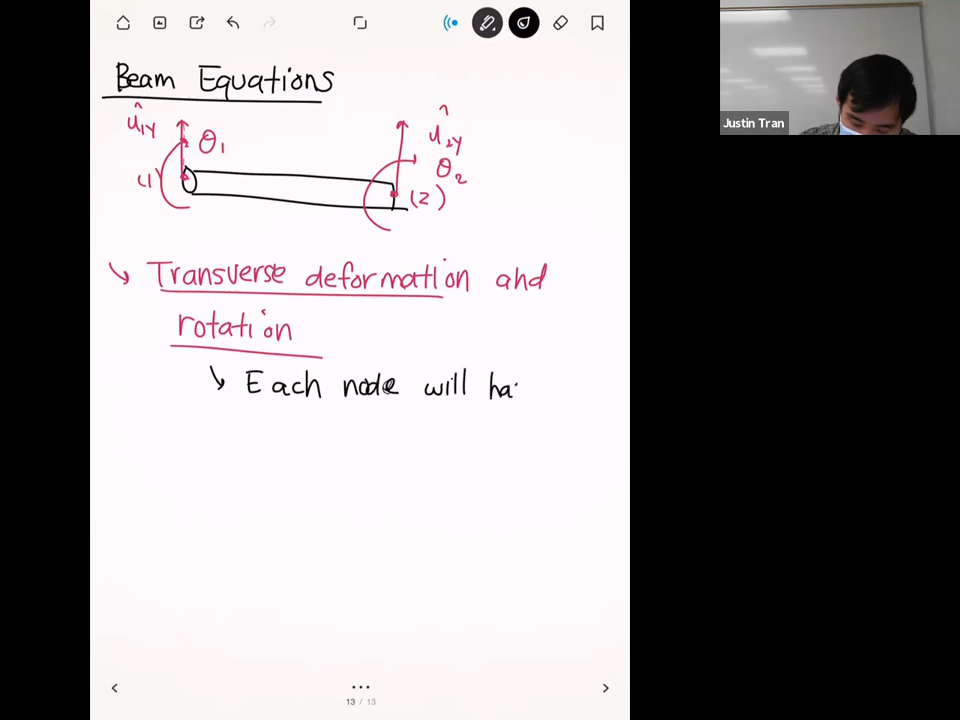 Beam Equations
û1Y θ1 û2Y
θ2
(1) (2)
↳ Transverse deformation and
rotation
↳ Each node will ha
13 / 13
Justin Tran